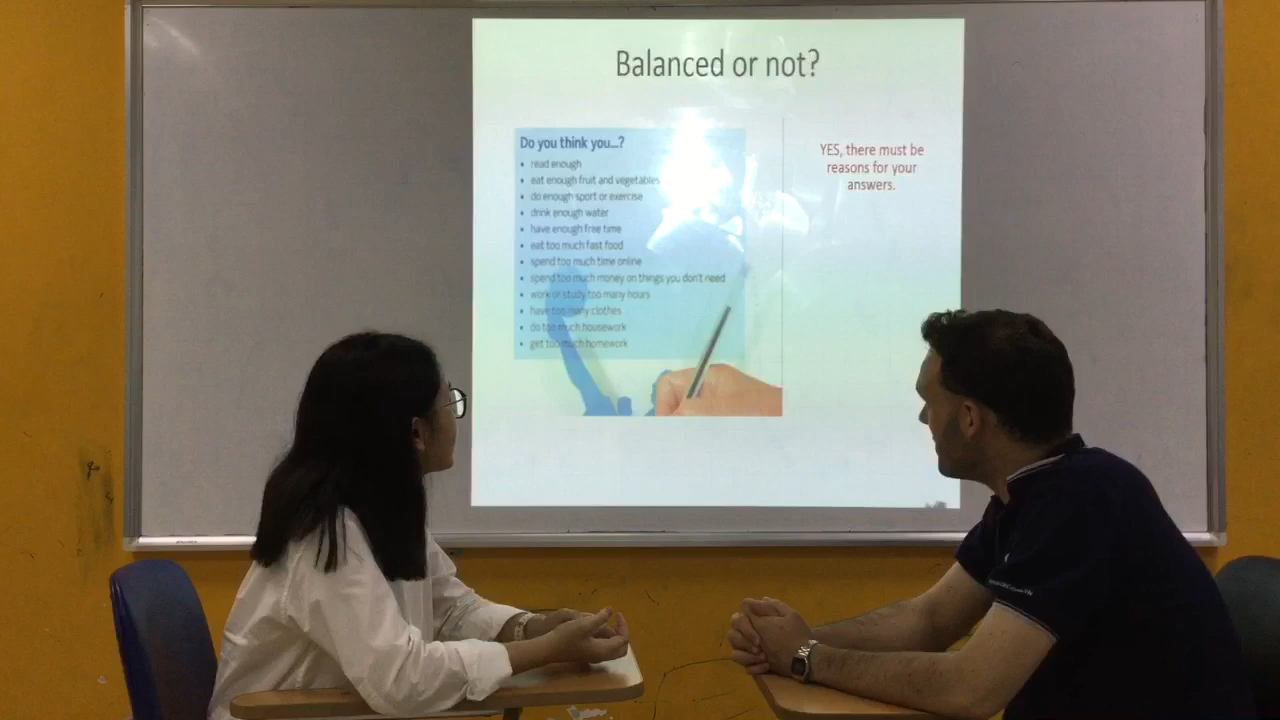 Balanced or not?
Do you think you...?
• read enough
• eat enough fruit and vegetables
• do enough sport or exercise
• drink enough water
• have enough free time
• eat too much fast food
• spend too much time online
• spend too much money on things you don't need
• work or study too many hours
• have too many clothes
• do too much housework
• get too much homework
YES, there must be
reasons for your
answers.